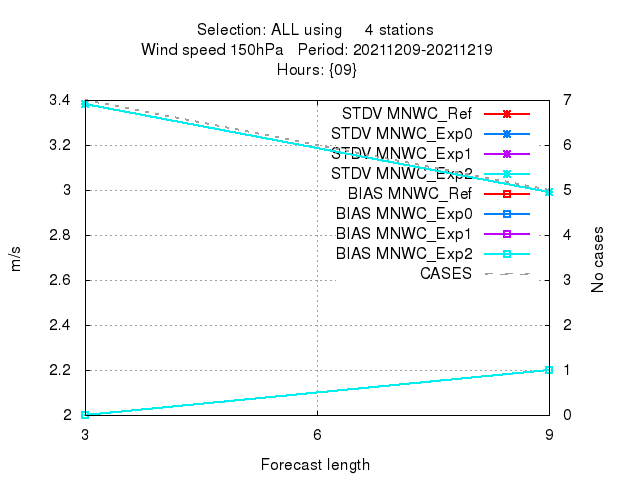 Selection: ALL using 4 stations
Wind speed 150hPa Period: 20211209-20211219
Hours: {09}
3.4
3.2
3
2.8
2.6
2.4
2.2
2
m/s
7
6
5
4
3
2
1
0
No cases
STDV MNWC_Ref
STDV MNWC_Exp0
STDV MNWC_Exp1
STDV MNWC_Exp2
BIAS MNWC_Ref
BIAS MNWC_Exp0
BIAS MNWC_Exp1
BIAS MNWC_Exp2
CASES
3 6 9
Forecast length